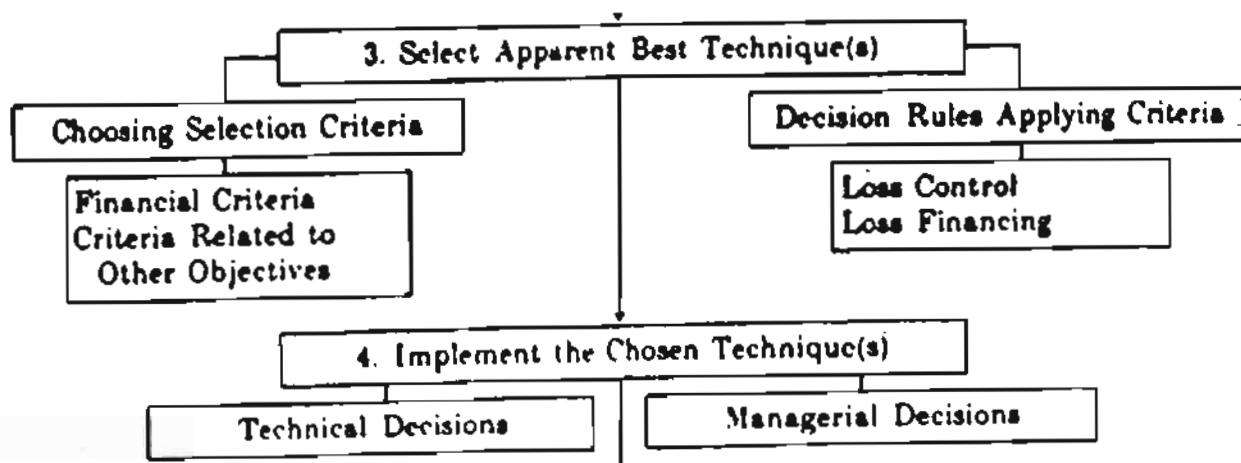 3. Select Apparent Best Technique(s)
Choosing Selection Criteria
Decision Rules Applying Criteria
Financial Criteria
Criteria Related to
Other Objectives
Loss Control
Loss Financing
4. Implement the Chosen Technique(s)
Technical Decisions
Managerial Decisions